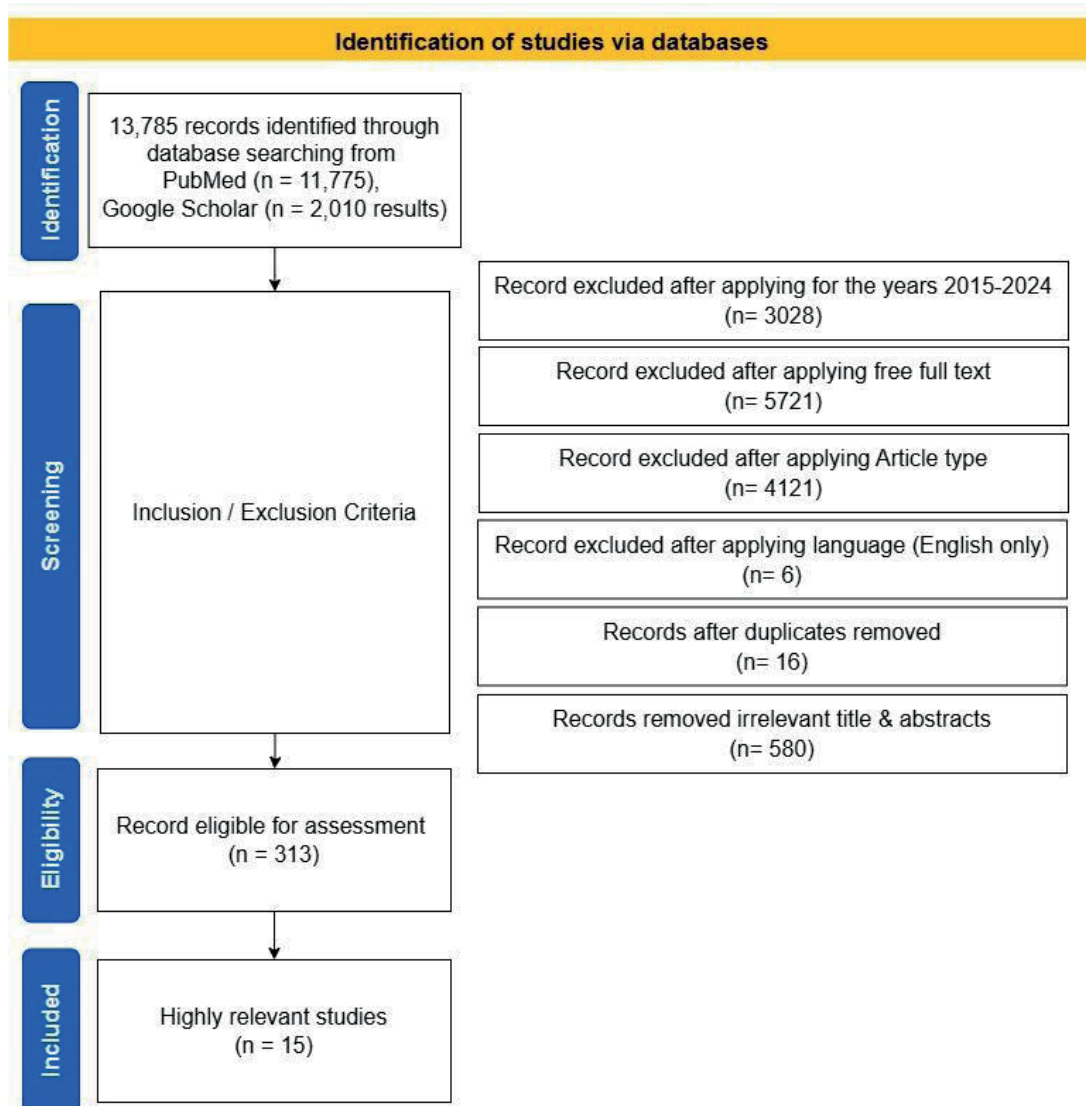 Identification of studies via databases
Identification
13,785 records identified through
database searching from
PubMed (n = 11,775),
Google Scholar (n = 2,010 results)
Screening
Inclusion / Exclusion Criteria
Record excluded after applying for the years 2015-2024
(n= 3028)
Record excluded after applying free full text
(n= 5721)
Record excluded after applying Article type
(n= 4121)
Record excluded after applying language (English only)
(n= 6)
Records after duplicates removed
(n= 16)
Records removed irrelevant title & abstracts
(n= 580)
Eligibility
Record eligible for assessment
(n = 313)
Included
Highly relevant studies
(n = 15)